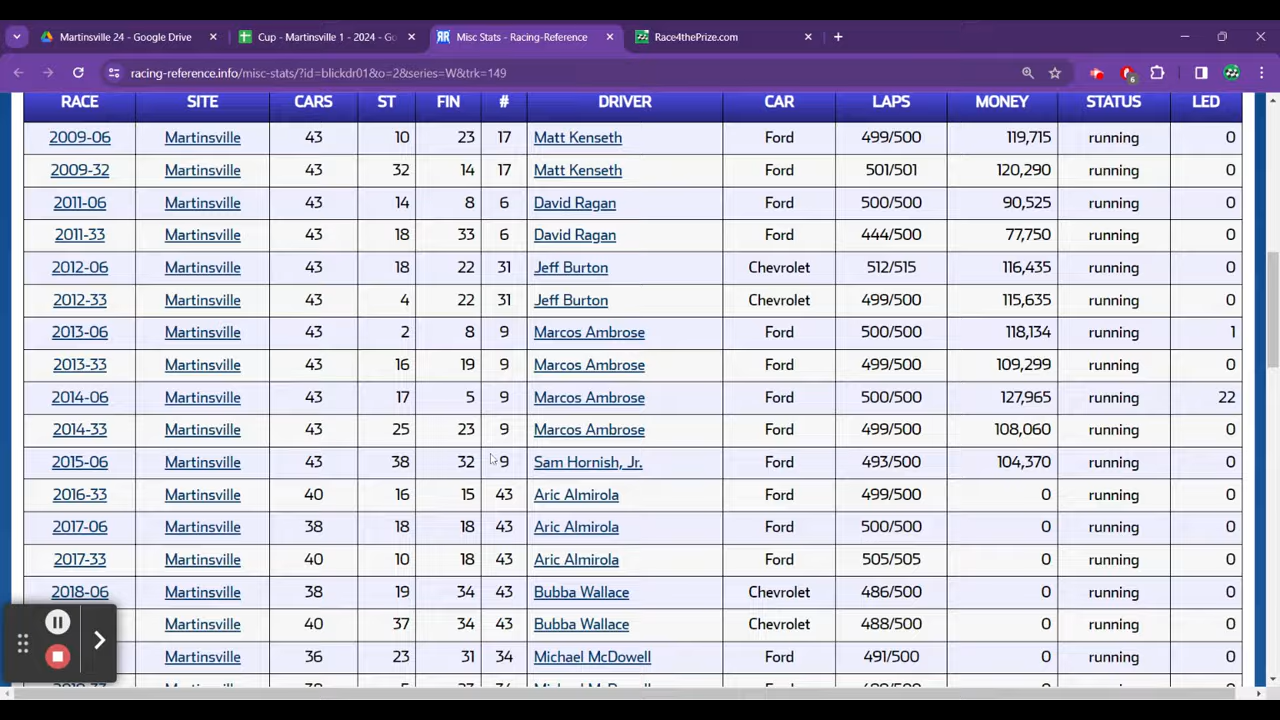 Martinsville 24 - Google Drive
Cup - Martinsville 1 - 2024 - Go
Misc Stats - Racing-Reference
Race4thePrize.com
racing-reference.info/misc-stats/?id=blickdr01&to=2&series=W&trk=149
6
RACE SITE CARS ST FIN # DRIVER CAR LAPS MONEY STATUS LED
2009-06 Martinsville 43 10 23 17 Matt Kenseth Ford 499/500 119,715 running 0
2009-32 Martinsville 43 32 14 17 Matt Kenseth Ford 501/501 120,290 running 0
2011-06 Martinsville 43 14 8 6 David Ragan Ford 500/500 90,525 running 0
2011-33 Martinsville 43 18 33 6 David Ragan Ford 444/500 77,750 running 0
2012-06 Martinsville 43 18 22 31 Jeff Burton Chevrolet 512/515 116,435 running 0
2012-33 Martinsville 43 4 22 31 Jeff Burton Chevrolet 499/500 115,635 running 0
2013-06 Martinsville 43 2 8 9 Marcos Ambrose Ford 500/500 118,134 running 1
2013-33 Martinsville 43 16 19 9 Marcos Ambrose Ford 499/500 109,299 running 0
2014-06 Martinsville 43 17 5 9 Marcos Ambrose Ford 500/500 127,965 running 22
2014-33 Martinsville 43 25 23 9 Marcos Ambrose Ford 499/500 108,060 running 0
2015-06 Martinsville 43 38 32 9 Sam Hornish, Jr. Ford 493/500 104,370 running 0
2016-33 Martinsville 40 16 15 43 Aric Almirola Ford 499/500 0 running 0
2017-06 Martinsville 38 18 18 43 Aric Almirola Ford 500/500 0 running 0
2017-33 Martinsville 40 10 18 43 Aric Almirola Ford 505/505 0 running 0
2018-06 Martinsville 38 19 34 43 Bubba Wallace Chevrolet 486/500 0 running 0
Martinsville 40 37 34 43 Bubba Wallace Chevrolet 488/500 0 running 0
Martinsville 36 23 31 34 Michael McDowell Ford 491/500 0 running 0